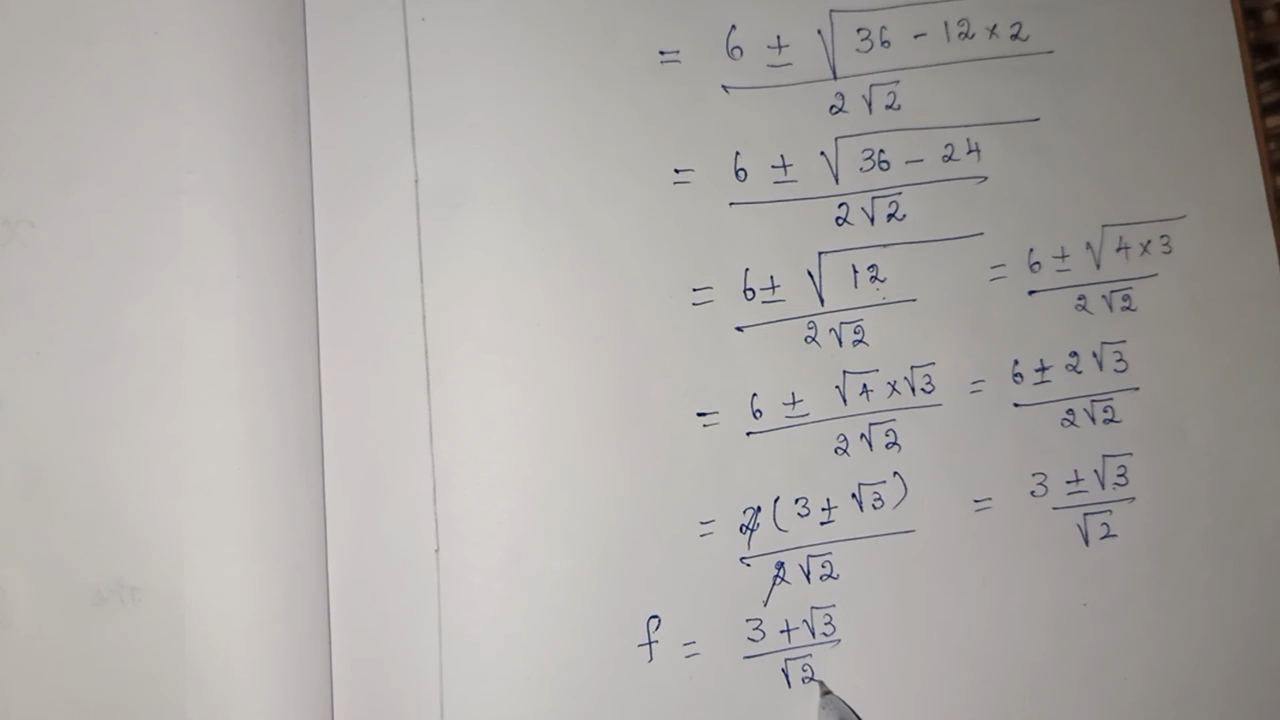 = 6 ± √36 - 12 × 2 / 2√2
= 6 ± √36 - 24 / 2√2
= 6 ± √12 / 2√2 = 6 ± √4 × 3 / 2√2
= 6 ± √4 × √3 / 2√2 = 6 ± 2√3 / 2√2
= 2(3 ± √3) / 2√2 = 3 ± √3 / √2
f = 3 + √3 / √2